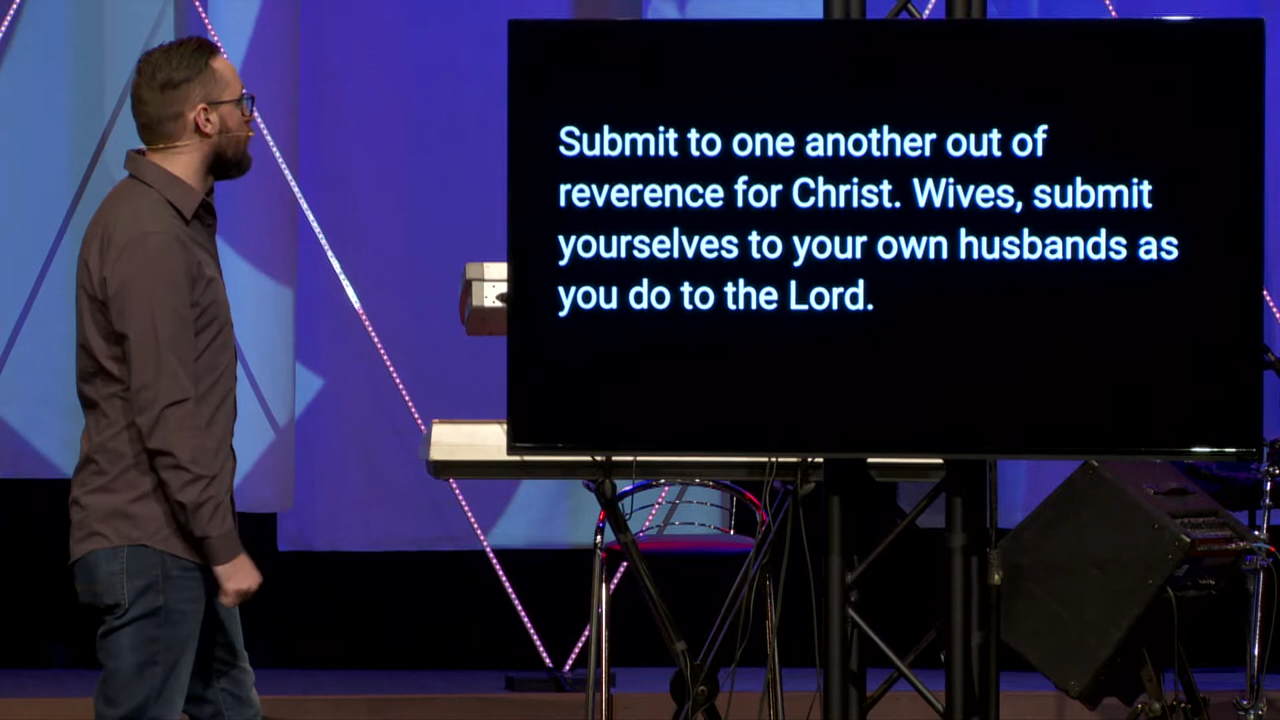 Submit to one another out of
reverence for Christ. Wives, submit
yourselves to your own husbands as
you do to the Lord.